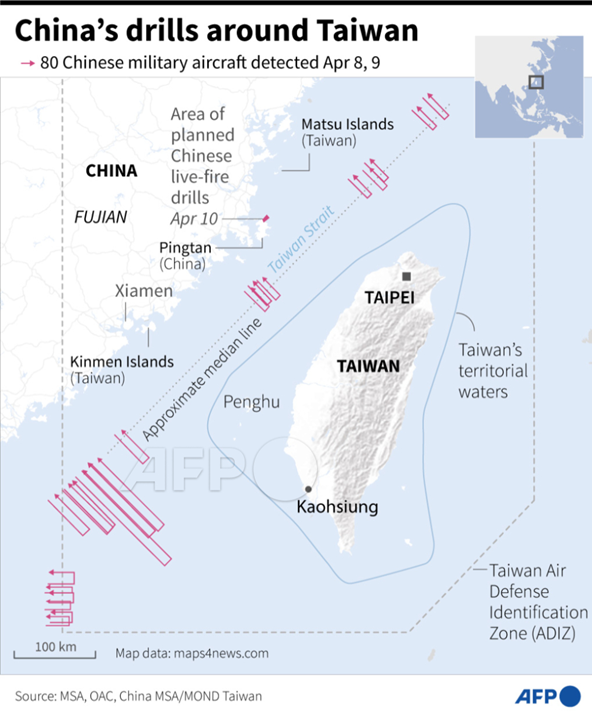 China's drills around Taiwan
→ 80 Chinese military aircraft detected Apr 8, 9
Area of
planned
Chinese
live-fire
drills
Apr 10
Matsu Islands
(Taiwan)
CHINA
FUJIAN
Pingtan
(China)
Taiwan Strait
Xiamen
TAIPEI
Kinmen Islands
(Taiwan)
Approximate median line
TAIWAN
Taiwan's
territorial
waters
Penghu
AFP
Kaohsiung
Taiwan Air
Defense
Identification
Zone (ADIZ)
100 km
Map data: maps4news.com
Source: MSA, OAC, China MSA/MOND Taiwan
AFP